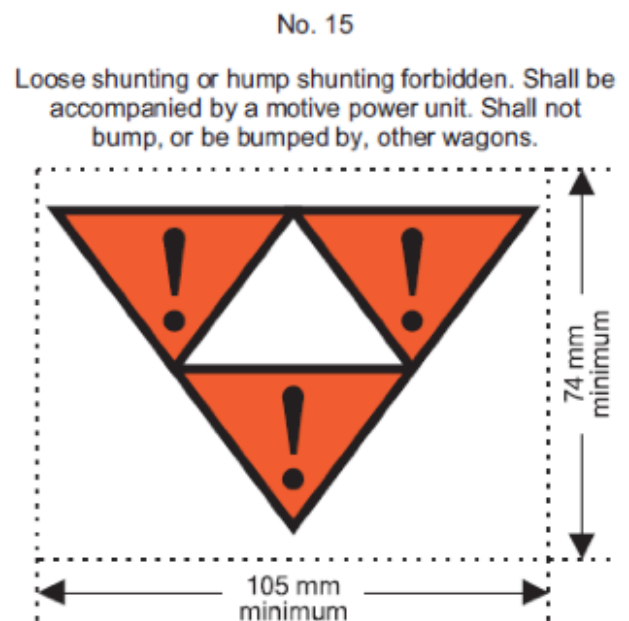 No. 15
Loose shunting or hump shunting forbidden. Shall be
accompanied by a motive power unit. Shall not
bump, or be bumped by, other wagons.
! !
!
74 mm
minimum
105 mm
minimum